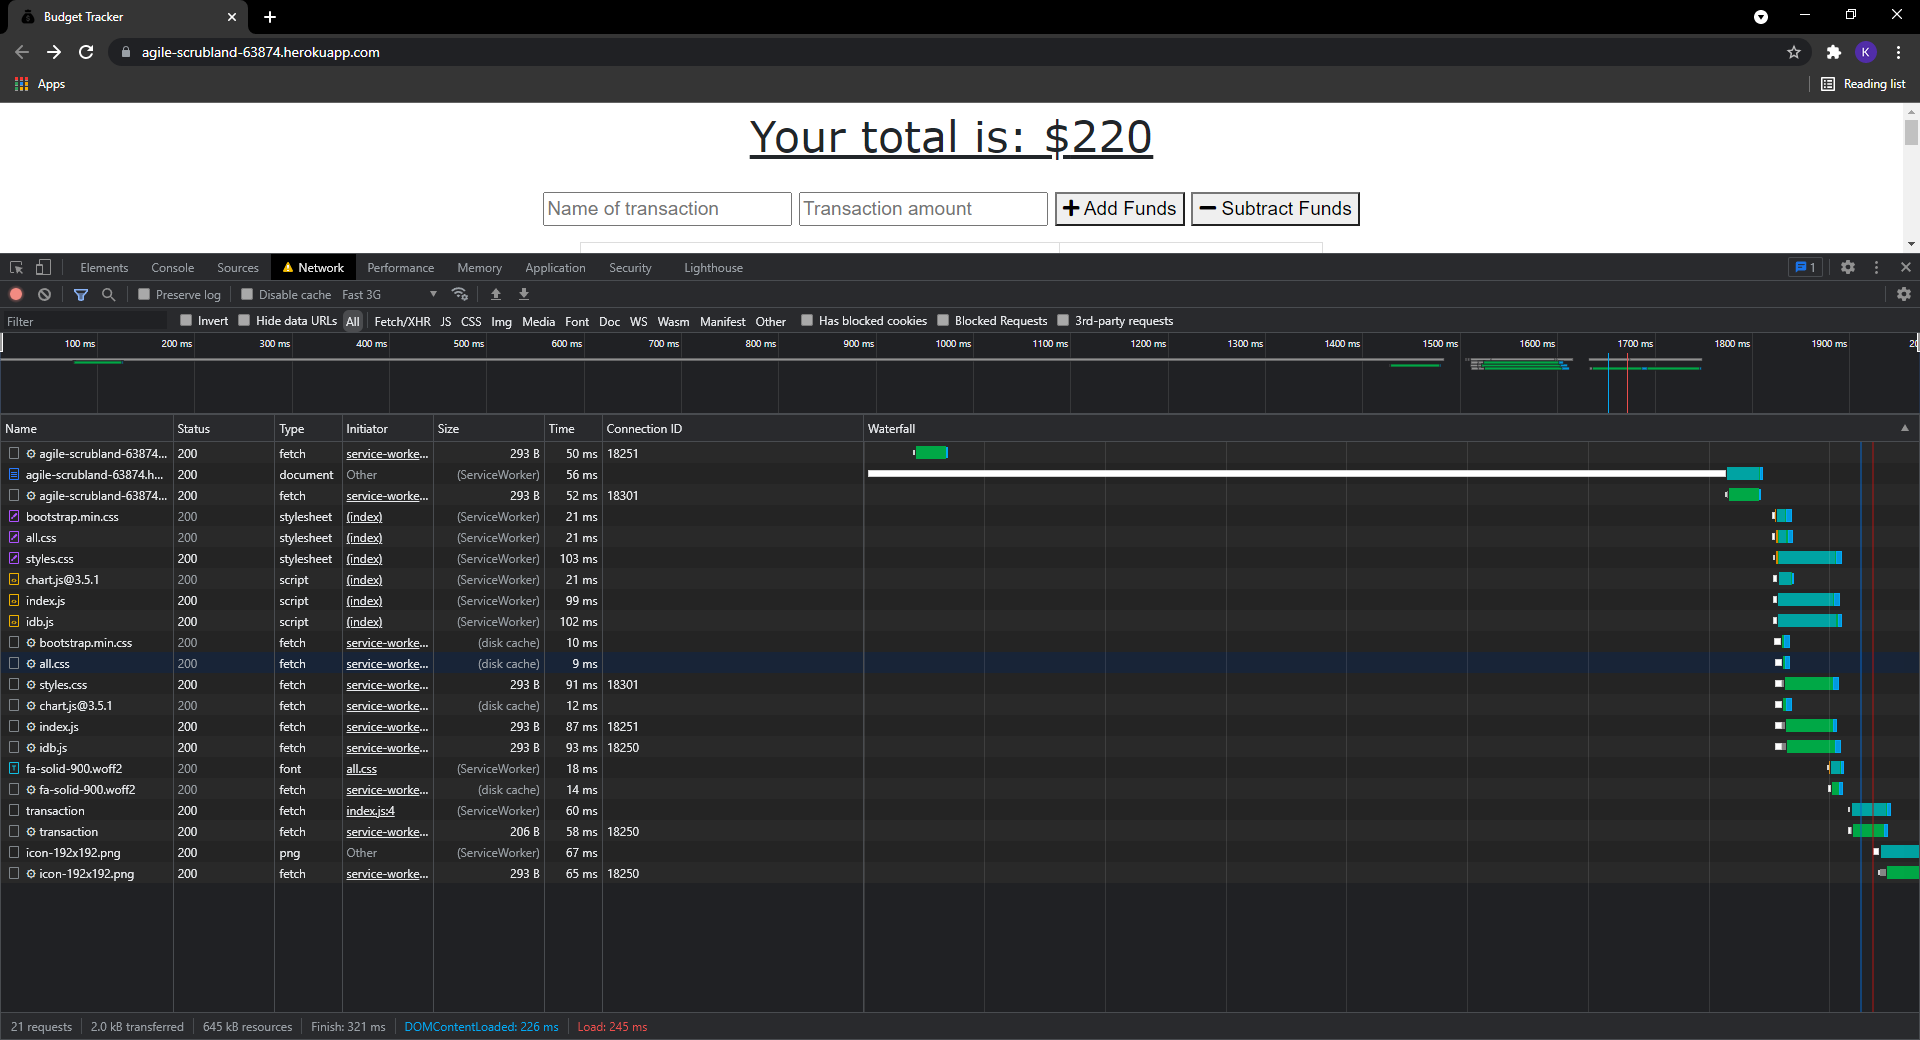 Budget Tracker
agile-scrubland-63874.herokuapp.com
K
Apps
Reading list
Your total is: $220
Name of transaction Transaction amount Add Funds Subtract Funds
Elements Console Sources Network Performance Memory Application Security Lighthouse 1
Preserve log Disable cache Fast 3G
Filter Invert Hide data URLs All Fetch/XHR JS CSS Img Media Font Doc WS Wasm Manifest Other Has blocked cookies Blocked Requests 3rd-party requests
100 ms 200 ms 300 ms 400 ms 500 ms 600 ms 700 ms 800 ms 900 ms 1000 ms 1100 ms 1200 ms 1300 ms 1400 ms 1500 ms 1600 ms 1700 ms 1800 ms 1900 ms 20
Name Status Type Initiator Size Time Connection ID Waterfall
agile-scrubland-63874... 200 fetch service-worke... 293 B 50 ms 18251
agile-scrubland-63874.h... 200 document Other (ServiceWorker) 56 ms
agile-scrubland-63874... 200 fetch service-worke... 293 B 52 ms 18301
bootstrap.min.css 200 stylesheet (index) (ServiceWorker) 21 ms
all.css 200 stylesheet (index) (ServiceWorker) 21 ms
styles.css 200 stylesheet (index) (ServiceWorker) 103 ms
chart.js@3.5.1 200 script (index) (ServiceWorker) 21 ms
index.js 200 script (index) (ServiceWorker) 99 ms
idb.js 200 script (index) (ServiceWorker) 102 ms
bootstrap.min.css 200 fetch service-worke... (disk cache) 10 ms
all.css 200 fetch service-worke... (disk cache) 9 ms
styles.css 200 fetch service-worke... 293 B 91 ms 18301
chart.js@3.5.1 200 fetch service-worke... (disk cache) 12 ms
index.js 200 fetch service-worke... 293 B 87 ms 18251
idb.js 200 fetch service-worke... 293 B 93 ms 18250
fa-solid-900.woff2 200 font all.css (ServiceWorker) 18 ms
fa-solid-900.woff2 200 fetch service-worke... (disk cache) 14 ms
transaction 200 fetch index.js:4 (ServiceWorker) 60 ms
transaction 200 fetch service-worke... 206 B 58 ms 18250
icon-192x192.png 200 png Other (ServiceWorker) 67 ms
icon-192x192.png 200 fetch service-worke... 293 B 65 ms 18250
21 requests 2.0 kB transferred 645 kB resources Finish: 321 ms DOMContentLoaded: 226 ms Load: 245 ms